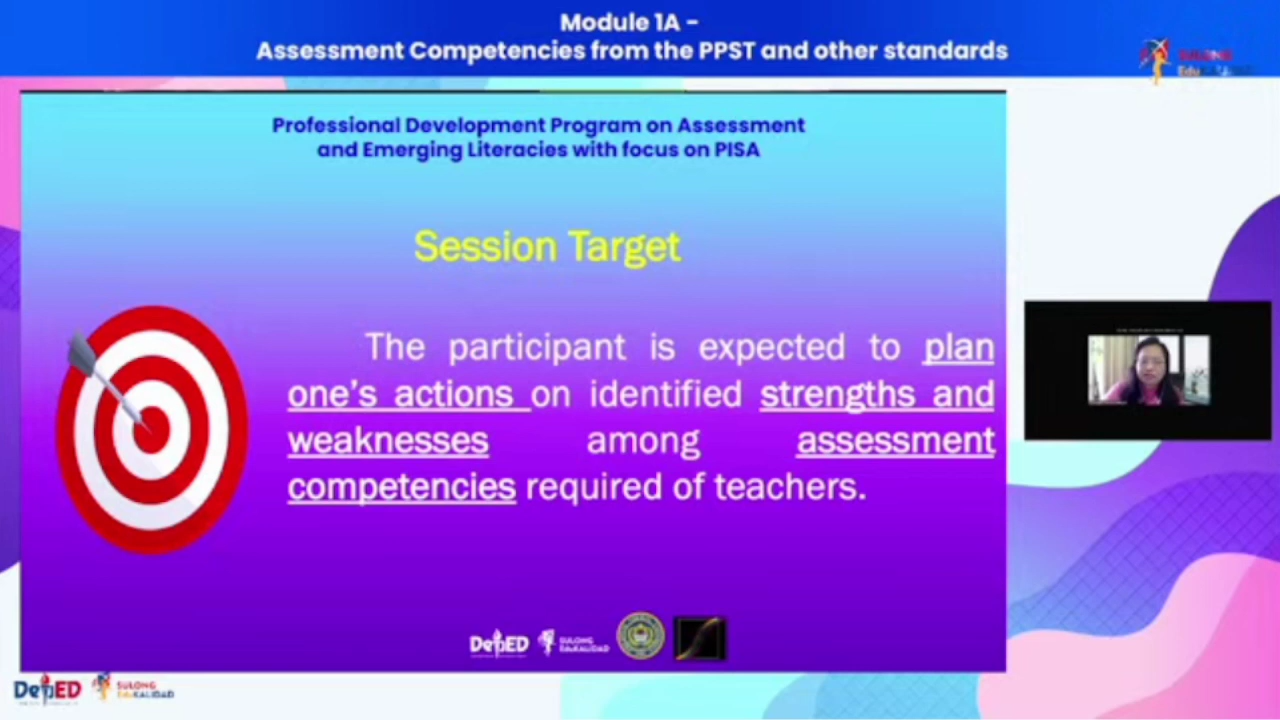 Module 1A -
Assessment Competencies from the PPST and other standards
SULONG
EduKALIDAD
Professional Development Program on Assessment
and Emerging Literacies with focus on PISA
Session Target
The participant is expected to plan
one's actions on identified strengths and
weaknesses among assessment
competencies required of teachers.
DepED
SULONG
EduKALIDAD
DepED
SULONG
EduKALIDAD